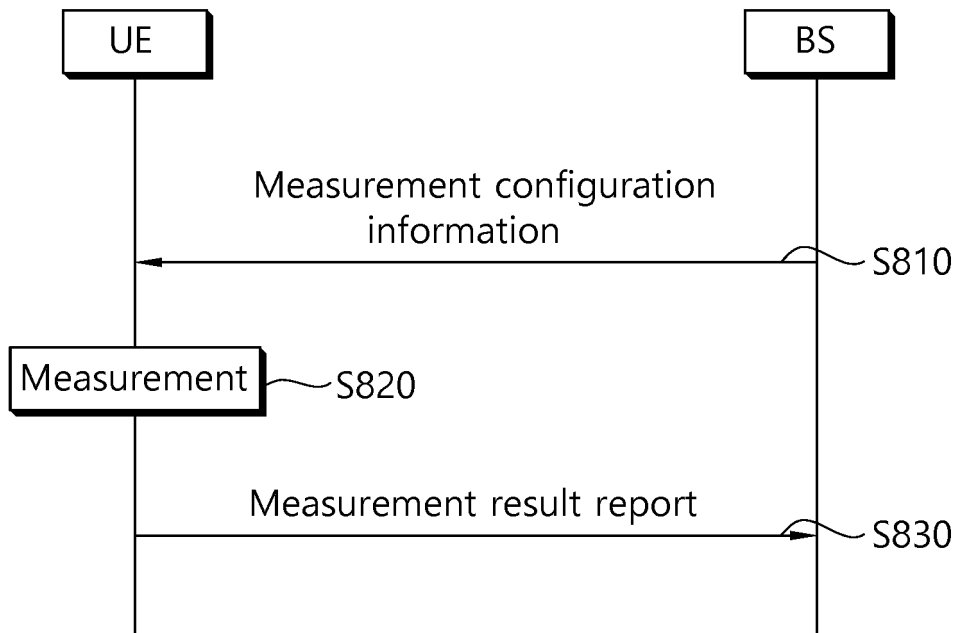 UE
BS
Measurement configuration
information
S810
Measurement
S820
Measurement result report
S830